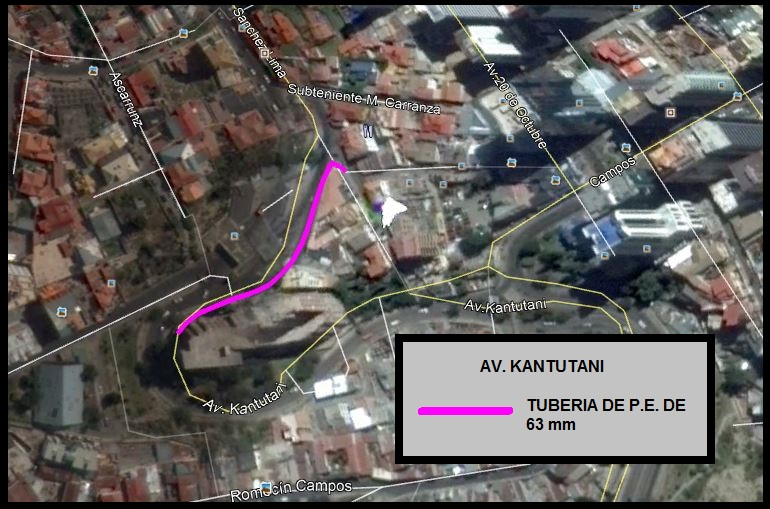 Sanchez Lima
Ascarrunz
Subteniente M. Carranza
Av. 20 de Octubre
Campos
Av. Kantutani
Av. Kantutani
Romecín Campos
AV. KANTUTANI
TUBERIA DE P.E. DE
63 mm